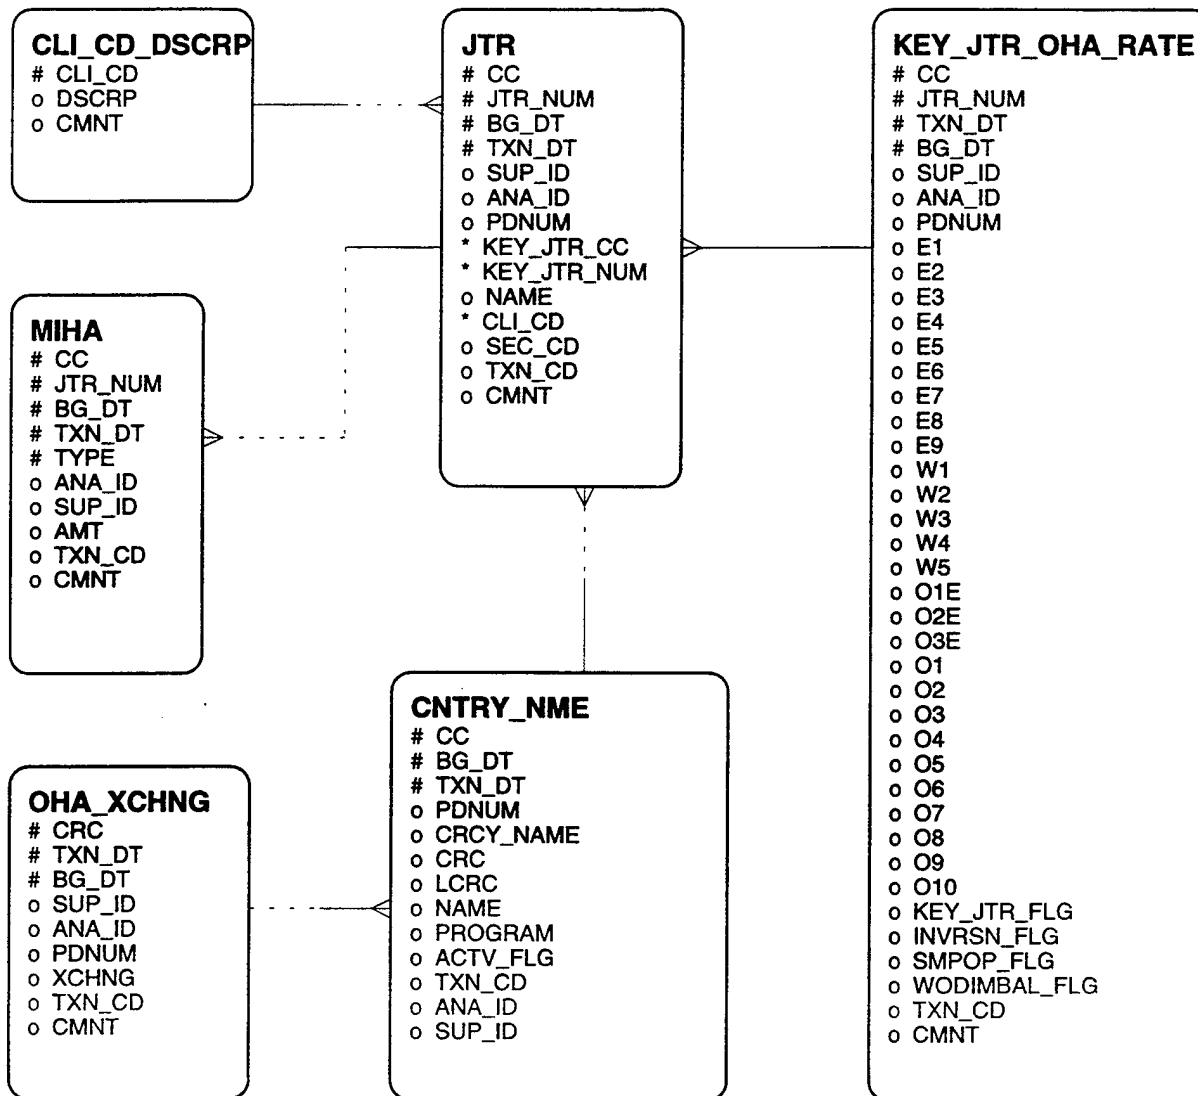 CLI_CD_DSCRP
# CLI_CD
o DSCRP
o CMNT
JTR
# CC
# JTR_NUM
# BG_DT
# TXN_DT
o SUP_ID
o ANA_ID
o PDNUM
* KEY_JTR_CC
* KEY_JTR_NUM
o NAME
* CLI_CD
o SEC_CD
o TXN_CD
o CMNT
KEY_JTR_OHA_RATE
# CC
# JTR_NUM
# TXN_DT
# BG_DT
o SUP_ID
o ANA_ID
o PDNUM
o E1
o E2
o E3
o E4
o E5
o E6
o E7
o E8
o E9
o W1
o W2
o W3
o W4
o W5
o O1E
o O2E
o O3E
o O1
o O2
o O3
o O4
o O5
o O6
o O7
o O8
o O9
o O10
o KEY_JTR_FLG
o INVRSN_FLG
o SMPOP_FLG
o WODIMBAL_FLG
o TXN_CD
o CMNT
MIHA
# CC
# JTR_NUM
# BG_DT
# TXN_DT
# TYPE
o ANA_ID
o SUP_ID
o AMT
o TXN_CD
o CMNT
CNTRY_NME
# CC
# BG_DT
# TXN_DT
o PDNUM
o CRCY_NAME
o CRC
o LCRC
o NAME
o PROGRAM
o ACTV_FLG
o TXN_CD
o ANA_ID
o SUP_ID
OHA_XCHNG
# CRC
# TXN_DT
# BG_DT
o SUP_ID
o ANA_ID
o PDNUM
o XCHNG
o TXN_CD
o CMNT